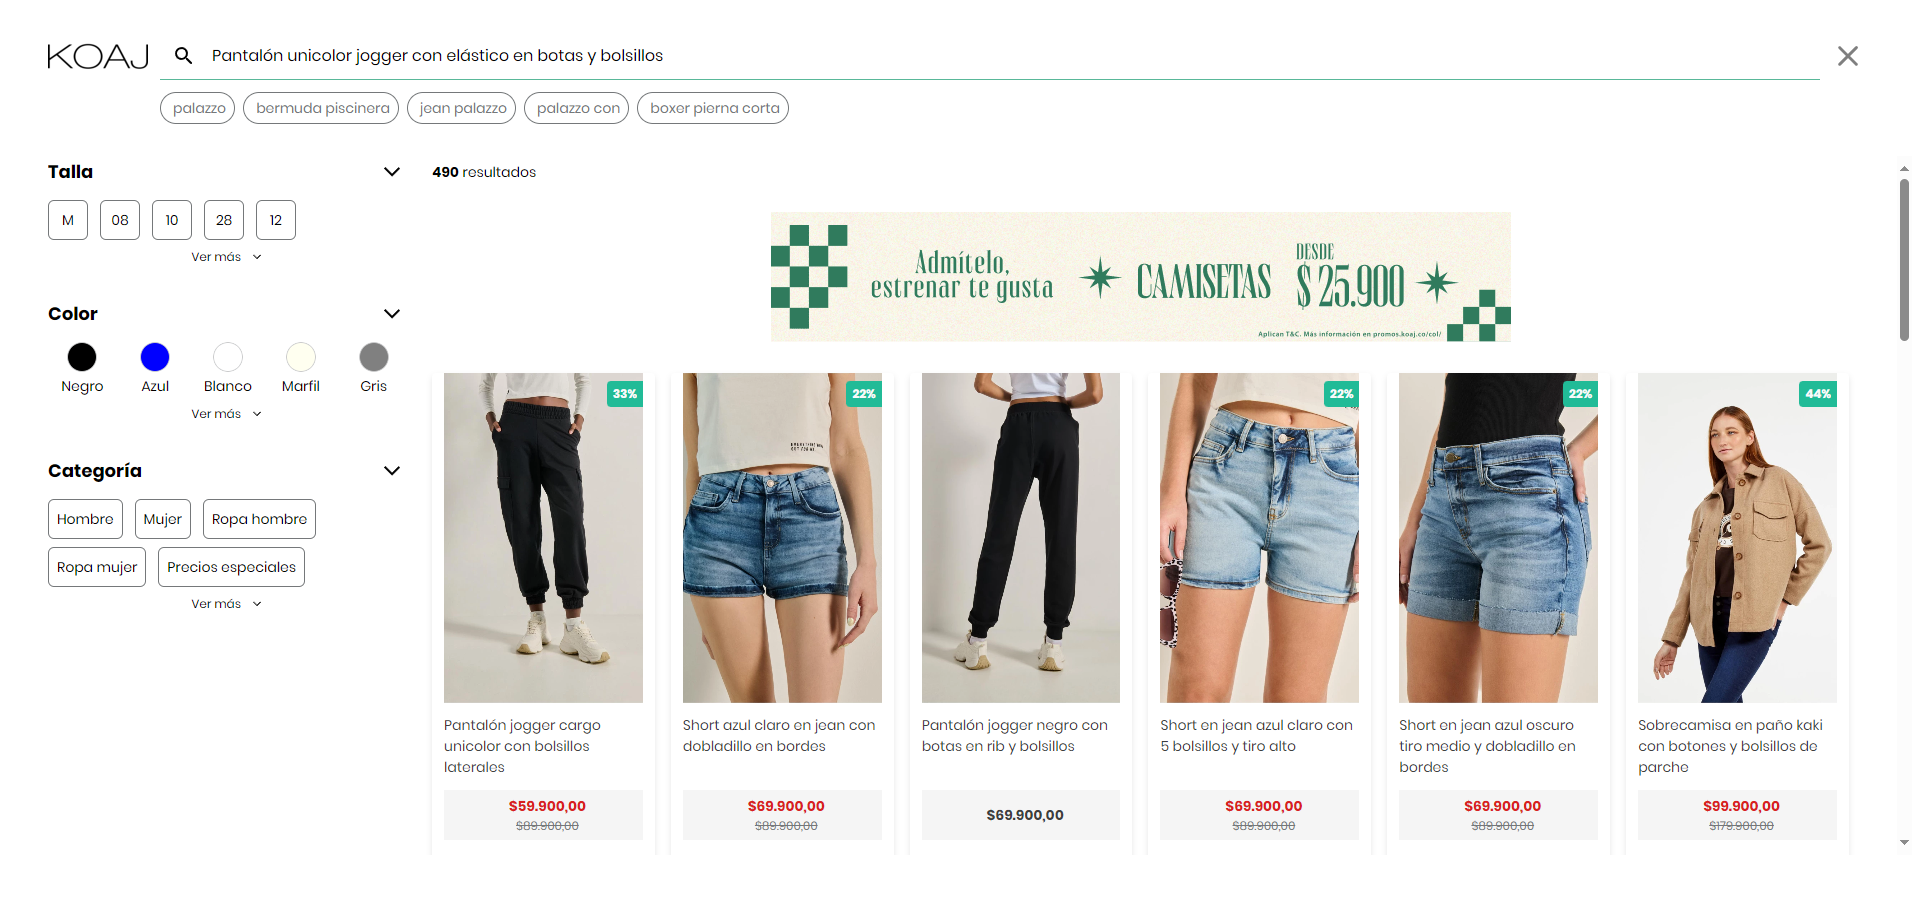 KOAJ
Pantalón unicolor jogger con elástico en botas y bolsillos
palazzo
bermuda piscinera
jean palazzo
palazzo con
boxer pierna corta
Talla
M
08
10
28
12
Ver más
Color
Negro
Azul
Blanco
Marfil
Gris
Ver más
Categoría
Hombre
Mujer
Ropa hombre
Ropa mujer
Precios especiales
Ver más
490 resultados
Admítelo,
estrenar te gusta
CAMISETAS
DESDE
$25.900
Aplican T&C. Más información en promos.koaj.co/col/
33%
Pantalón jogger cargo
unicolor con bolsillos
laterales
$59.900,00
$89.900,00
22%
Short azul claro en jean con
dobladillo en bordes
$69.900,00
$89.900,00
Pantalón jogger negro con
botas en rib y bolsillos
$69.900,00
22%
Short en jean azul claro con
5 bolsillos y tiro alto
$69.900,00
$89.900,00
22%
Short en jean azul oscuro
tiro medio y dobladillo en
bordes
$69.900,00
$89.900,00
44%
Sobrecamisa en paño kaki
con botones y bolsillos de
parche
$99.900,00
$179.900,00